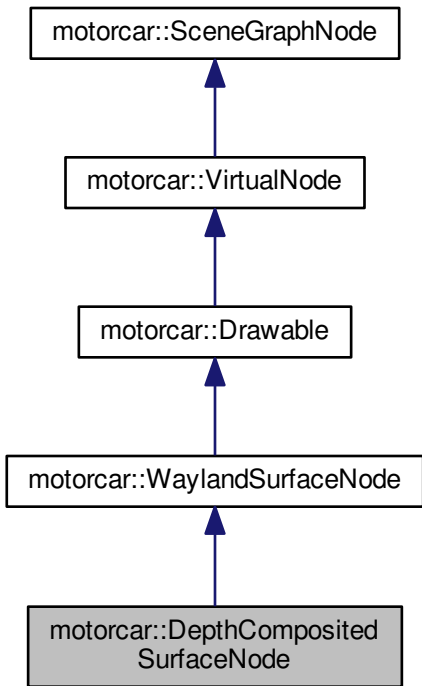 motorcar::SceneGraphNode
motorcar::VirtualNode
motorcar::Drawable
motorcar::WaylandSurfaceNode
motorcar::DepthComposited
SurfaceNode